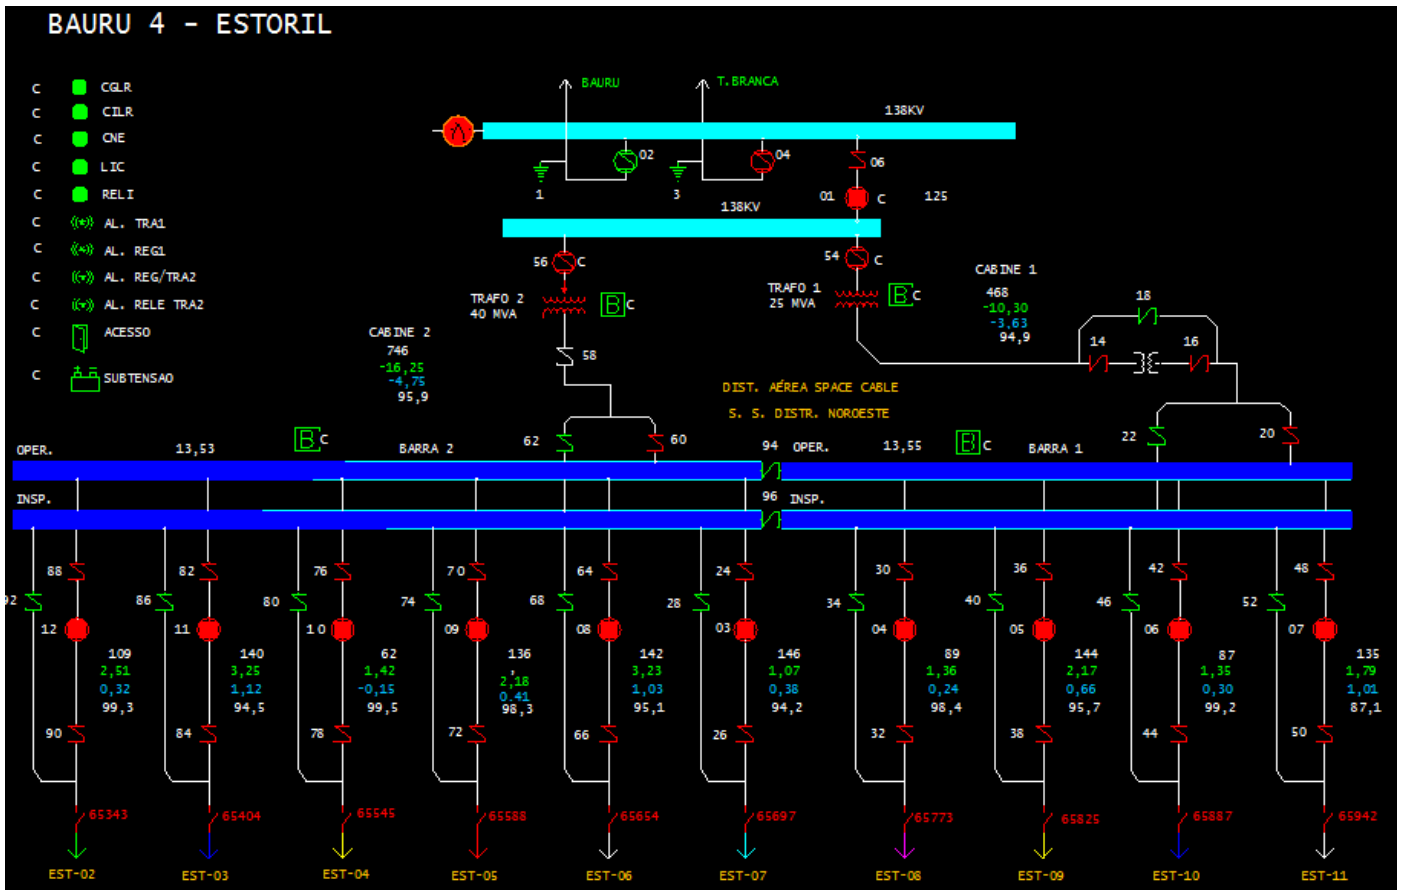 BAURU 4 - ESTORIL
C CGLR
C CILR
C CNE
C LIC
C RELI
C AL. TRA1
C AL. REG1
C AL. REG/TRA2
C AL. RELE TRA2
C ACESSO
C SUBTENSAO
BAURU T.BRANCA
138KV
02 04 06
1 3
01 C 125
138KV
56 C 54 C
TRAFO 2
40 MVA
B C
TRAFO 1
25 MVA
B C
CABINE 1
468
-10,30
-3,63
94,9
18
14 16
CABINE 2
746
-16,25
-4,75
95,9
58
DIST. AÉREA SPACE CABLE
S. S. DISTR. NOROESTE
62 60 22 20
OPER. 13,53 B C BARRA 2 94 OPER. 13,55 B C BARRA 1
INSP. 96 INSP.
88 82 76 70 64 24 30 36 42 48
92 86 80 74 68 28 34 40 46 52
12 11 10 09 08 03 04 05 06 07
109 140 62 136 142 146 89 144 87 135
2,51 3,25 1,42 , 2,18 3,23 1,07 1,36 2,17 1,35 1,79
0,32 1,12 -0,15 0.41 1,03 0,38 0,24 0,66 0,30 1,01
99,3 94,5 99,5 98,3 95,1 94,2 98,4 95,7 99,2 87,1
90 84 78 72 66 26 32 38 44 50
65343 65404 65545 65588 65654 65697 65773 65825 65887 65942
EST-02 EST-03 EST-04 EST-05 EST-06 EST-07 EST-08 EST-09 EST-10 EST-11